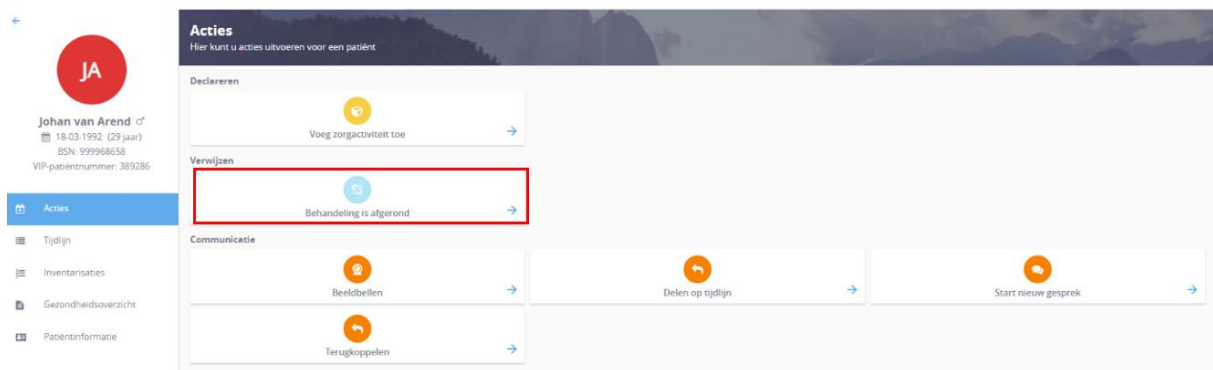 JA
Johan van Arend
18-03-1992 (29 jaar)
BSN: 999968658
VIP-patiëntnummer: 389286
Acties
Tijdlijn
Inventarisaties
Gezondheidsoverzicht
Patiëntinformatie
Acties
Hier kunt u acties uitvoeren voor een patiënt
Declareren
Voeg zorgactiviteit toe
Verwijzen
Behandeling is afgerond
Communicatie
Beeldbellen
Delen op tijdlijn
Start nieuw gesprek
Terugkoppelen